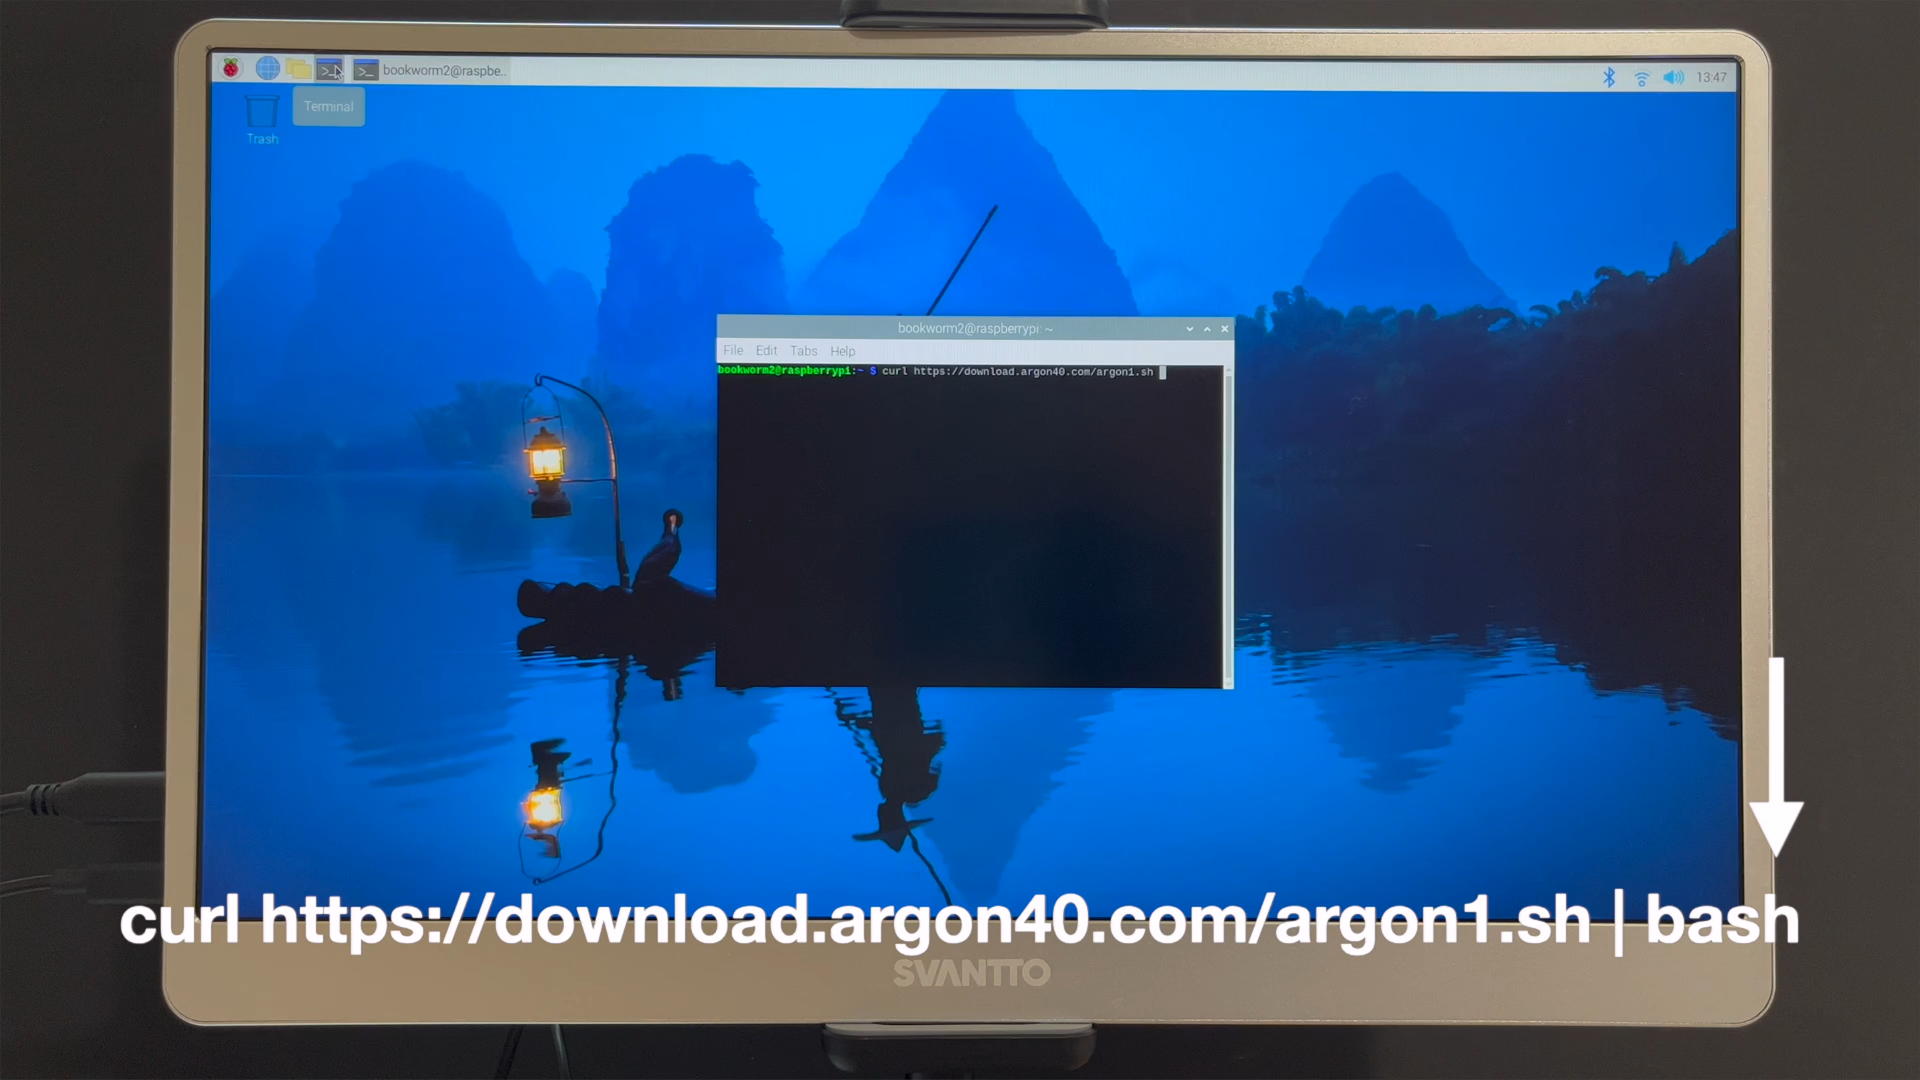 bookworm2@raspbe..
13:47
Terminal
Trash
bookworm2@raspberrypi: ~
File Edit Tabs Help
bookworm2@raspberrypi:~ $ curl https://download.argon40.com/argon1.sh
curl https://download.argon40.com/argon1.sh | bash
SVANTTO